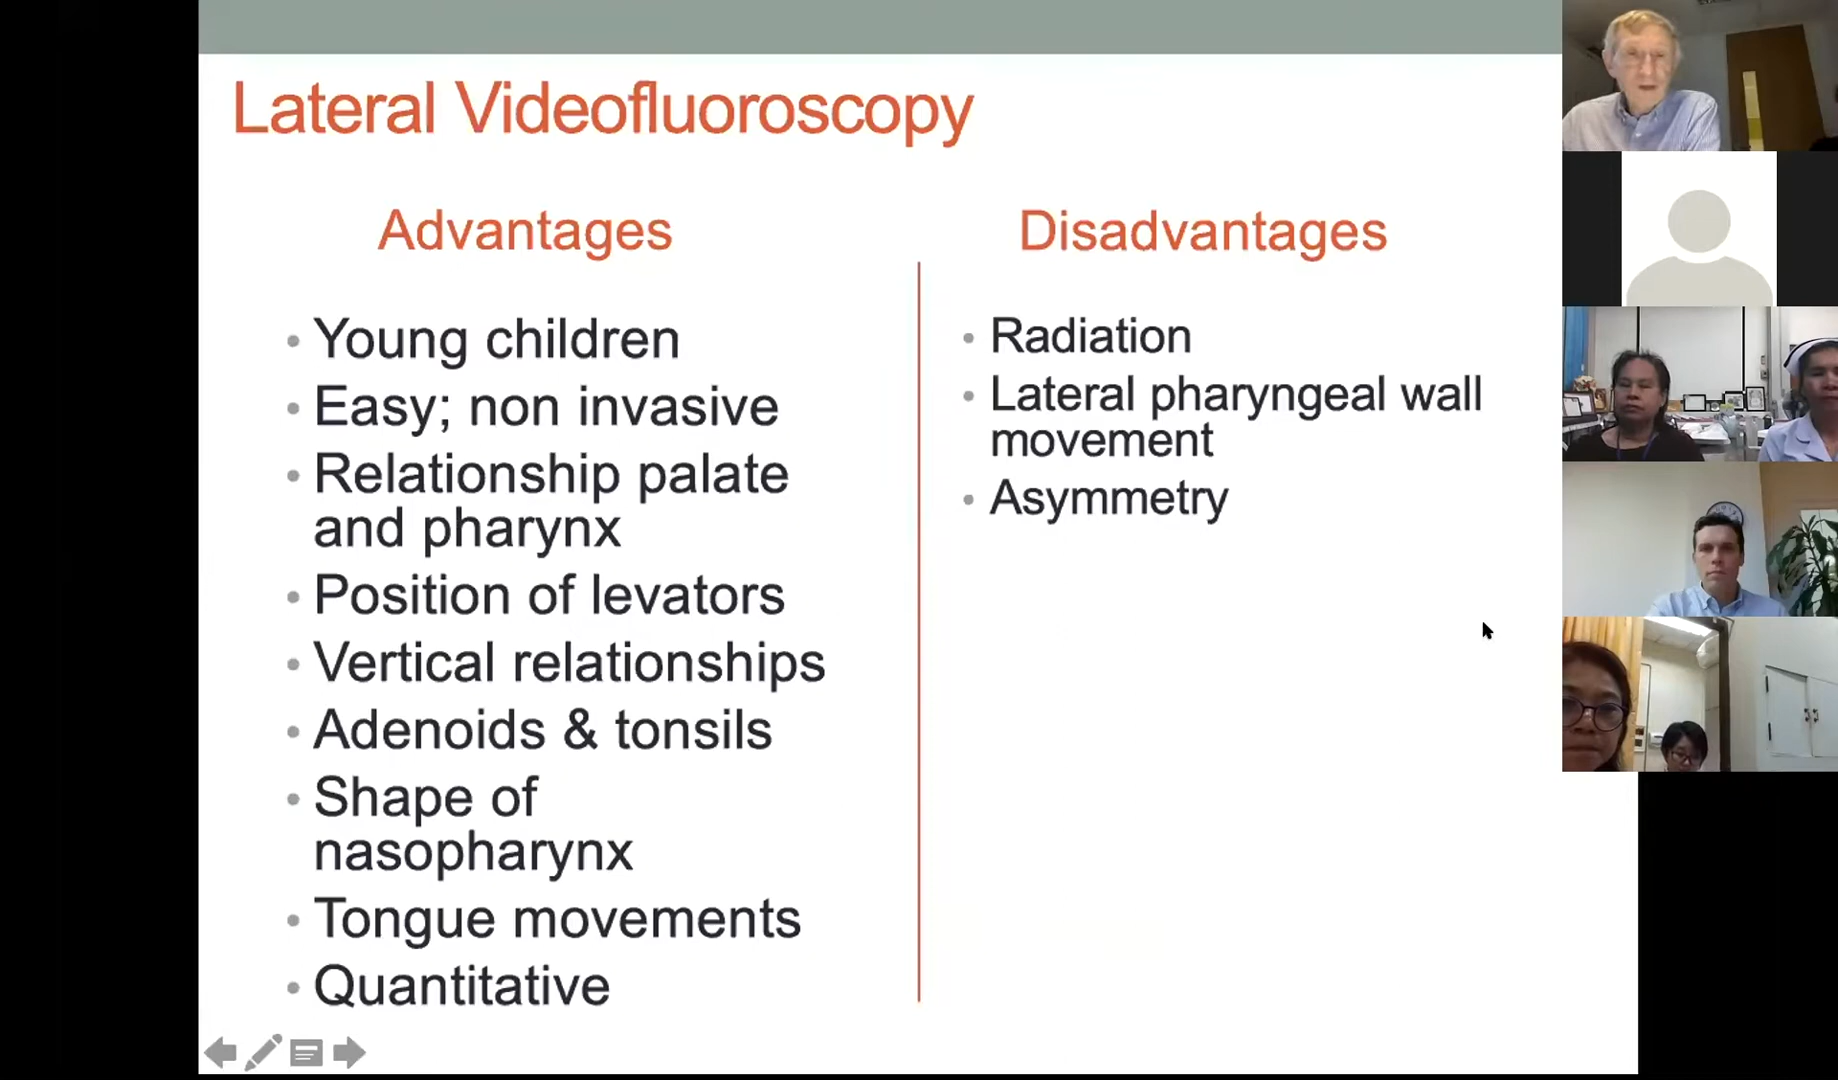 Lateral Videofluoroscopy
Advantages
• Young children
• Easy; non invasive
• Relationship palate
and pharynx
• Position of levators
• Vertical relationships
• Adenoids & tonsils
• Shape of
nasopharynx
• Tongue movements
• Quantitative
Disadvantages
• Radiation
• Lateral pharyngeal wall
movement
• Asymmetry